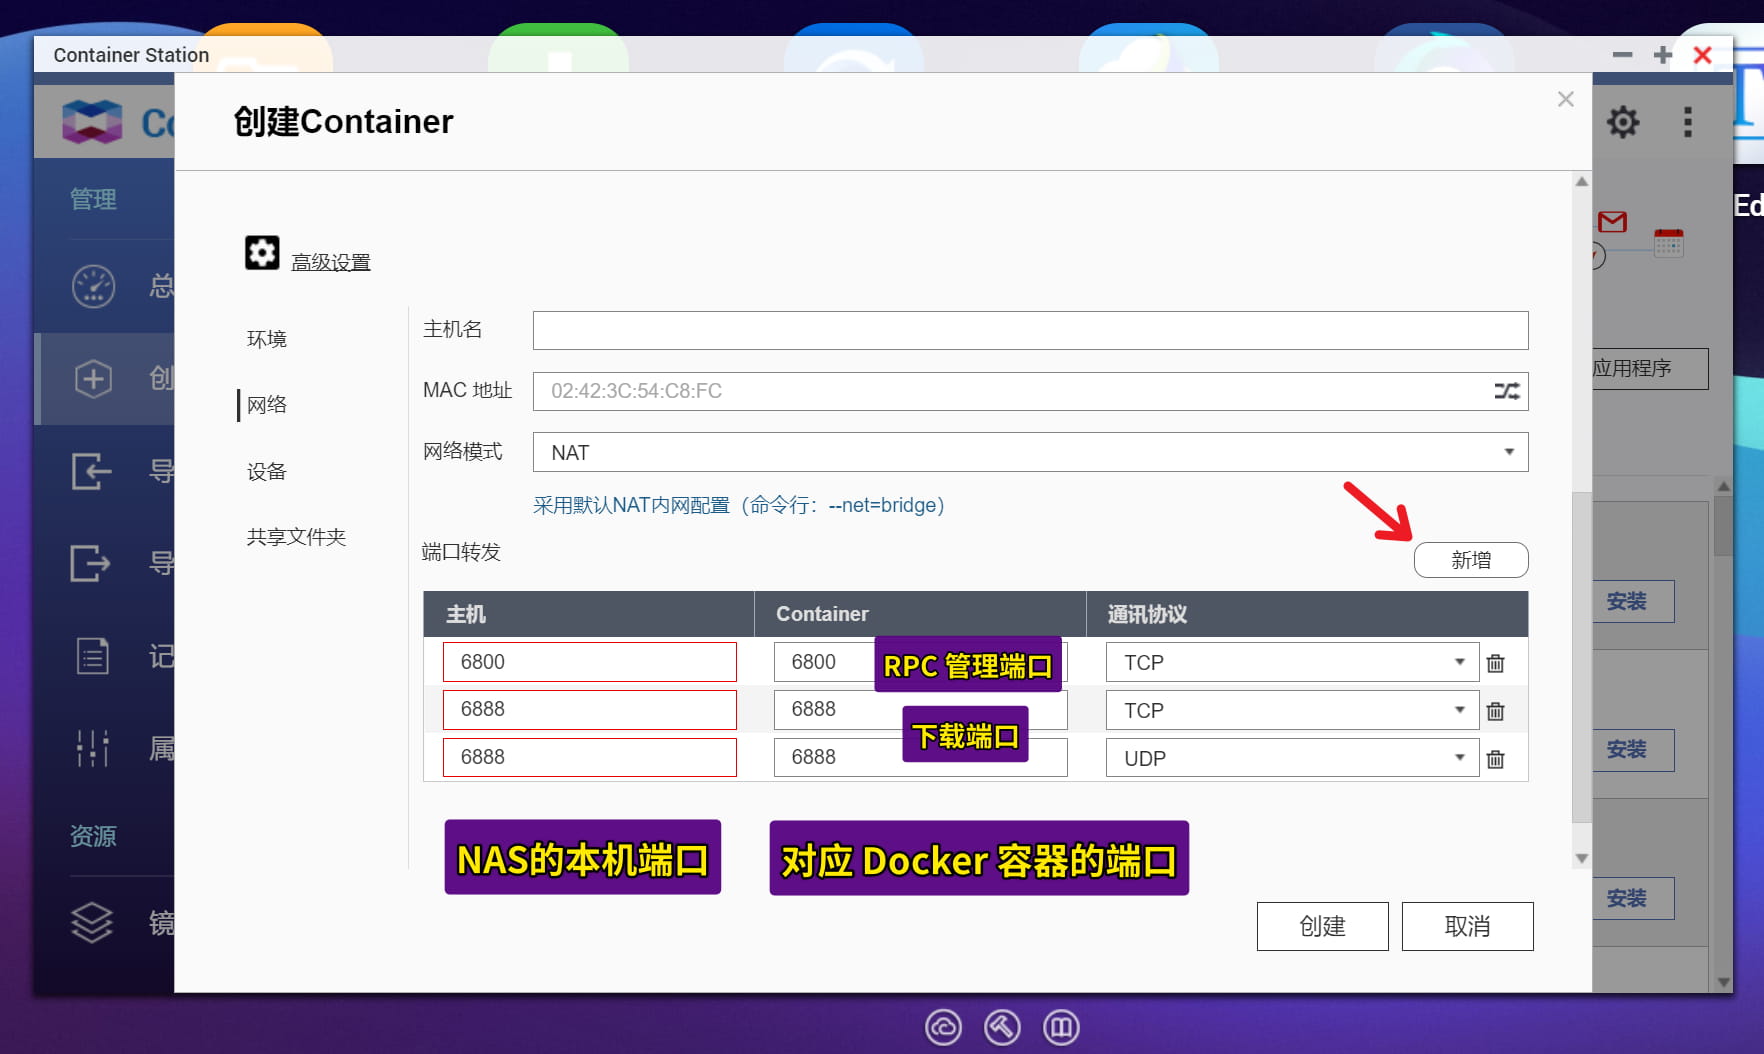 Container Station
Co
创建Container
管理
Ed
高级设置
总
主机名
环境
应用程序
创
MAC 地址
02:42:3C:54:C8:FC
网络
网络模式
NAT
导
设备
采用默认NAT内网配置（命令行：--net=bridge）
共享文件夹
端口转发
新增
导
主机
Container
通讯协议
安装
6800
6800
RPC 管理端口
TCP
记
6888
6888
TCP
下载端口
6888
6888
UDP
属
安装
资源
NAS的本机端口
对应 Docker 容器的端口
安装
镜
创建
取消